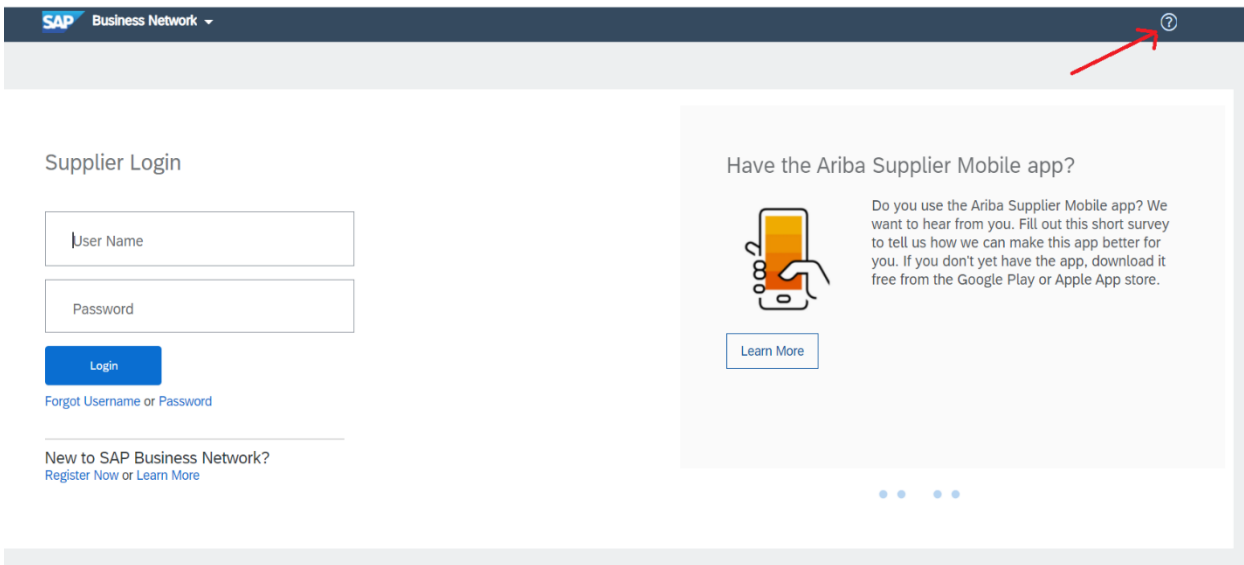 SAP Business Network
?
Supplier Login
User Name
Password
Login
Forgot Username or Password
New to SAP Business Network?
Register Now or Learn More
Have the Ariba Supplier Mobile app?
Do you use the Ariba Supplier Mobile app? We
want to hear from you. Fill out this short survey
to tell us how we can make this app better for
you. If you don't yet have the app, download it
free from the Google Play or Apple App store.
Learn More